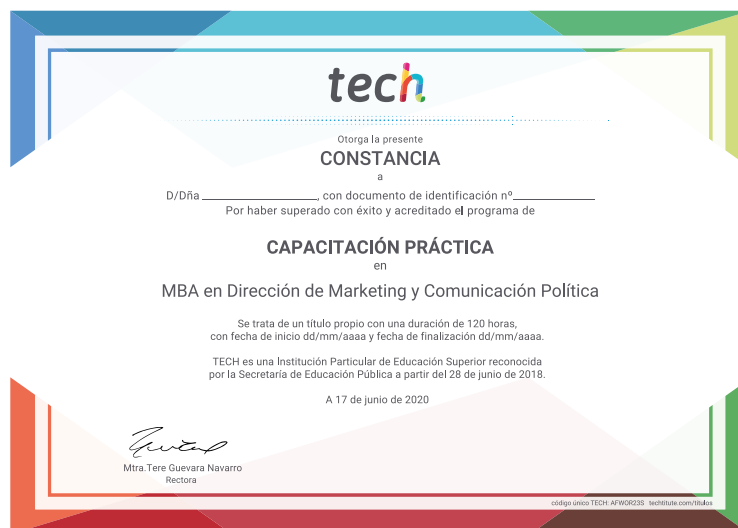 tech
Otorga la presente
CONSTANCIA
a
D/Dña ____________________, con documento de identificación nº______________
Por haber superado con éxito y acreditado el programa de
CAPACITACIÓN PRÁCTICA
en
MBA en Dirección de Marketing y Comunicación Política
Se trata de un título propio con una duración de 120 horas,
con fecha de inicio dd/mm/aaaa y fecha de finalización dd/mm/aaaa.
TECH es una Institución Particular de Educación Superior reconocida
por la Secretaría de Educación Pública a partir del 28 de junio de 2018.
A 17 de junio de 2020
Mtra.Tere Guevara Navarro
Rectora
código único TECH: AFWOR23S techtitute.com/titulos